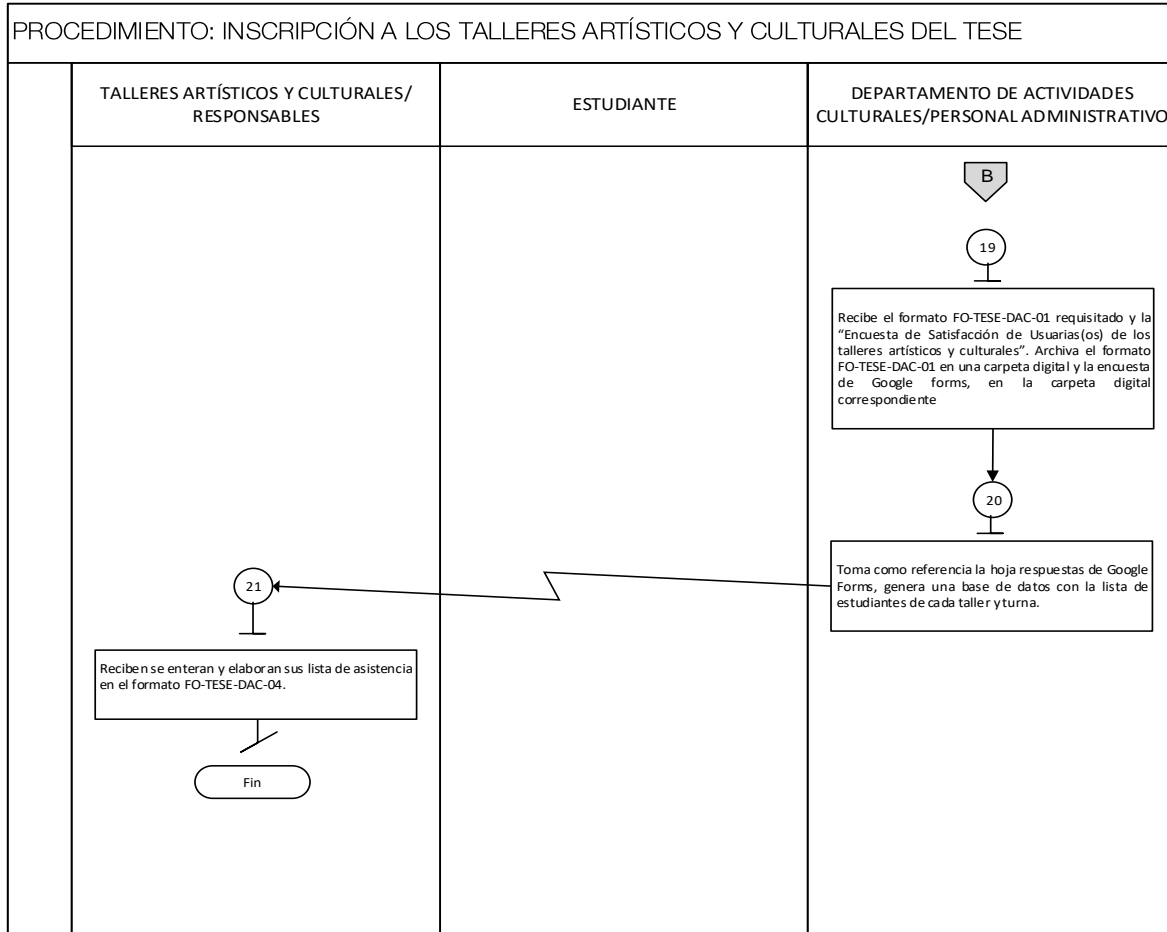 PROCEDIMIENTO: INSCRIPCIÓN A LOS TALLERES ARTÍSTICOS Y CULTURALES DEL TESE
TALLERES ARTÍSTICOS Y CULTURALES/
RESPONSABLES
ESTUDIANTE
DEPARTAMENTO DE ACTIVIDADES
CULTURALES/PERSONAL ADMINISTRATIVO
B
19
Recibe el formato FO-TESE-DAC-01 requisitado y la
“Encuesta de Satisfacción de Usuarias(os) de los
talleres artísticos y culturales”. Archiva el formato
FO-TESE-DAC-01 en una carpeta digital y la encuesta
de Google forms, en la carpeta digital
correspondiente
20
Toma como referencia la hoja respuestas de Google
Forms, genera una base de datos con la lista de
estudiantes de cada taller y turna.
21
Reciben se enteran y elaboran sus lista de asistencia
en el formato FO-TESE-DAC-04.
Fin